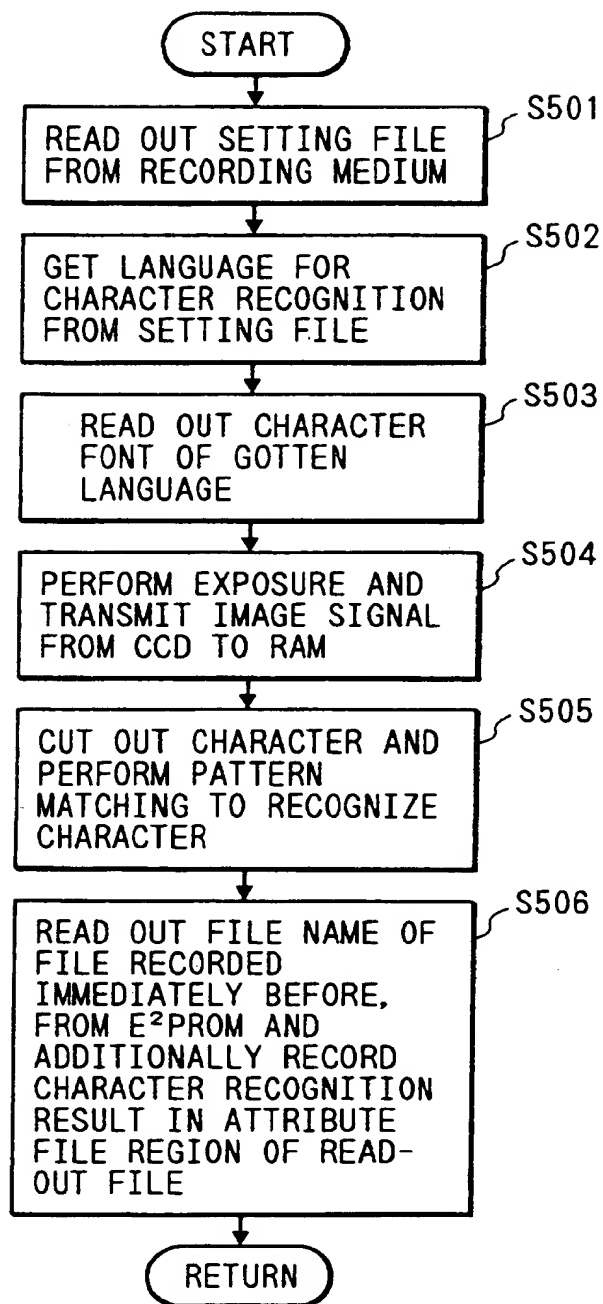 START
S501
READ OUT SETTING FILE
FROM RECORDING MEDIUM
S502
GET LANGUAGE FOR
CHARACTER RECOGNITION
FROM SETTING FILE
S503
READ OUT CHARACTER
FONT OF GOTTEN
LANGUAGE
S504
PERFORM EXPOSURE AND
TRANSMIT IMAGE SIGNAL
FROM CCD TO RAM
S505
CUT OUT CHARACTER AND
PERFORM PATTERN
MATCHING TO RECOGNIZE
CHARACTER
S506
READ OUT FILE NAME OF
FILE RECORDED
IMMEDIATELY BEFORE,
FROM E²PROM AND
ADDITIONALLY RECORD
CHARACTER RECOGNITION
RESULT IN ATTRIBUTE
FILE REGION OF READ-
OUT FILE
RETURN